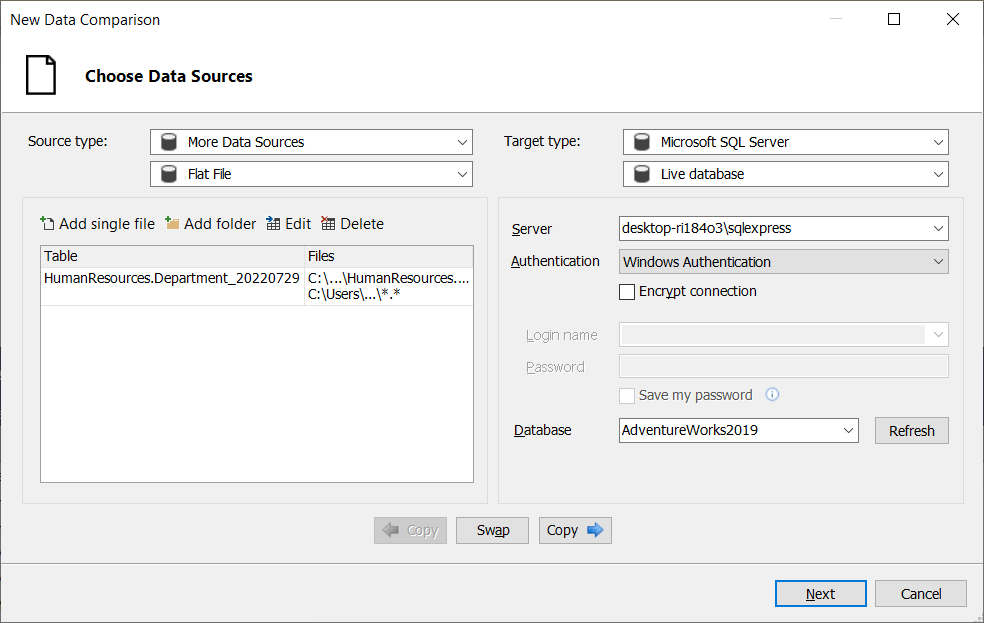 New Data Comparison
Choose Data Sources
Source type:
More Data Sources
Flat File
Target type:
Microsoft SQL Server
Live database
Add single file
Add folder
Edit
Delete
Table
Files
HumanResources.Department_20220729
C:\...\HumanResources....
C:\Users\...\*.*
Server
desktop-ri184o3\sqlexpress
Authentication
Windows Authentication
Encrypt connection
Login name
Password
Save my password
Database
AdventureWorks2019
Refresh
Copy
Swap
Copy
Next
Cancel